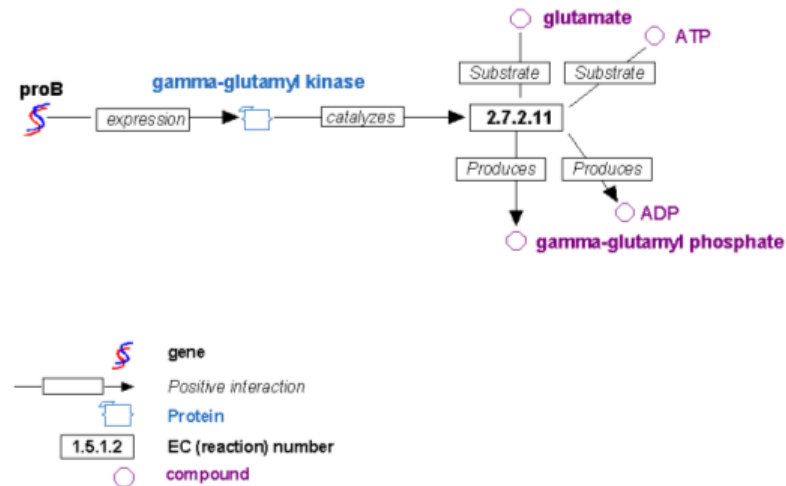 glutamate
ATP
Substrate Substrate
gamma-glutamyl kinase
proB
expression catalyzes 2.7.2.11
Produces Produces
ADP
gamma-glutamyl phosphate
gene
Positive interaction
Protein
1.5.1.2 EC (reaction) number
compound